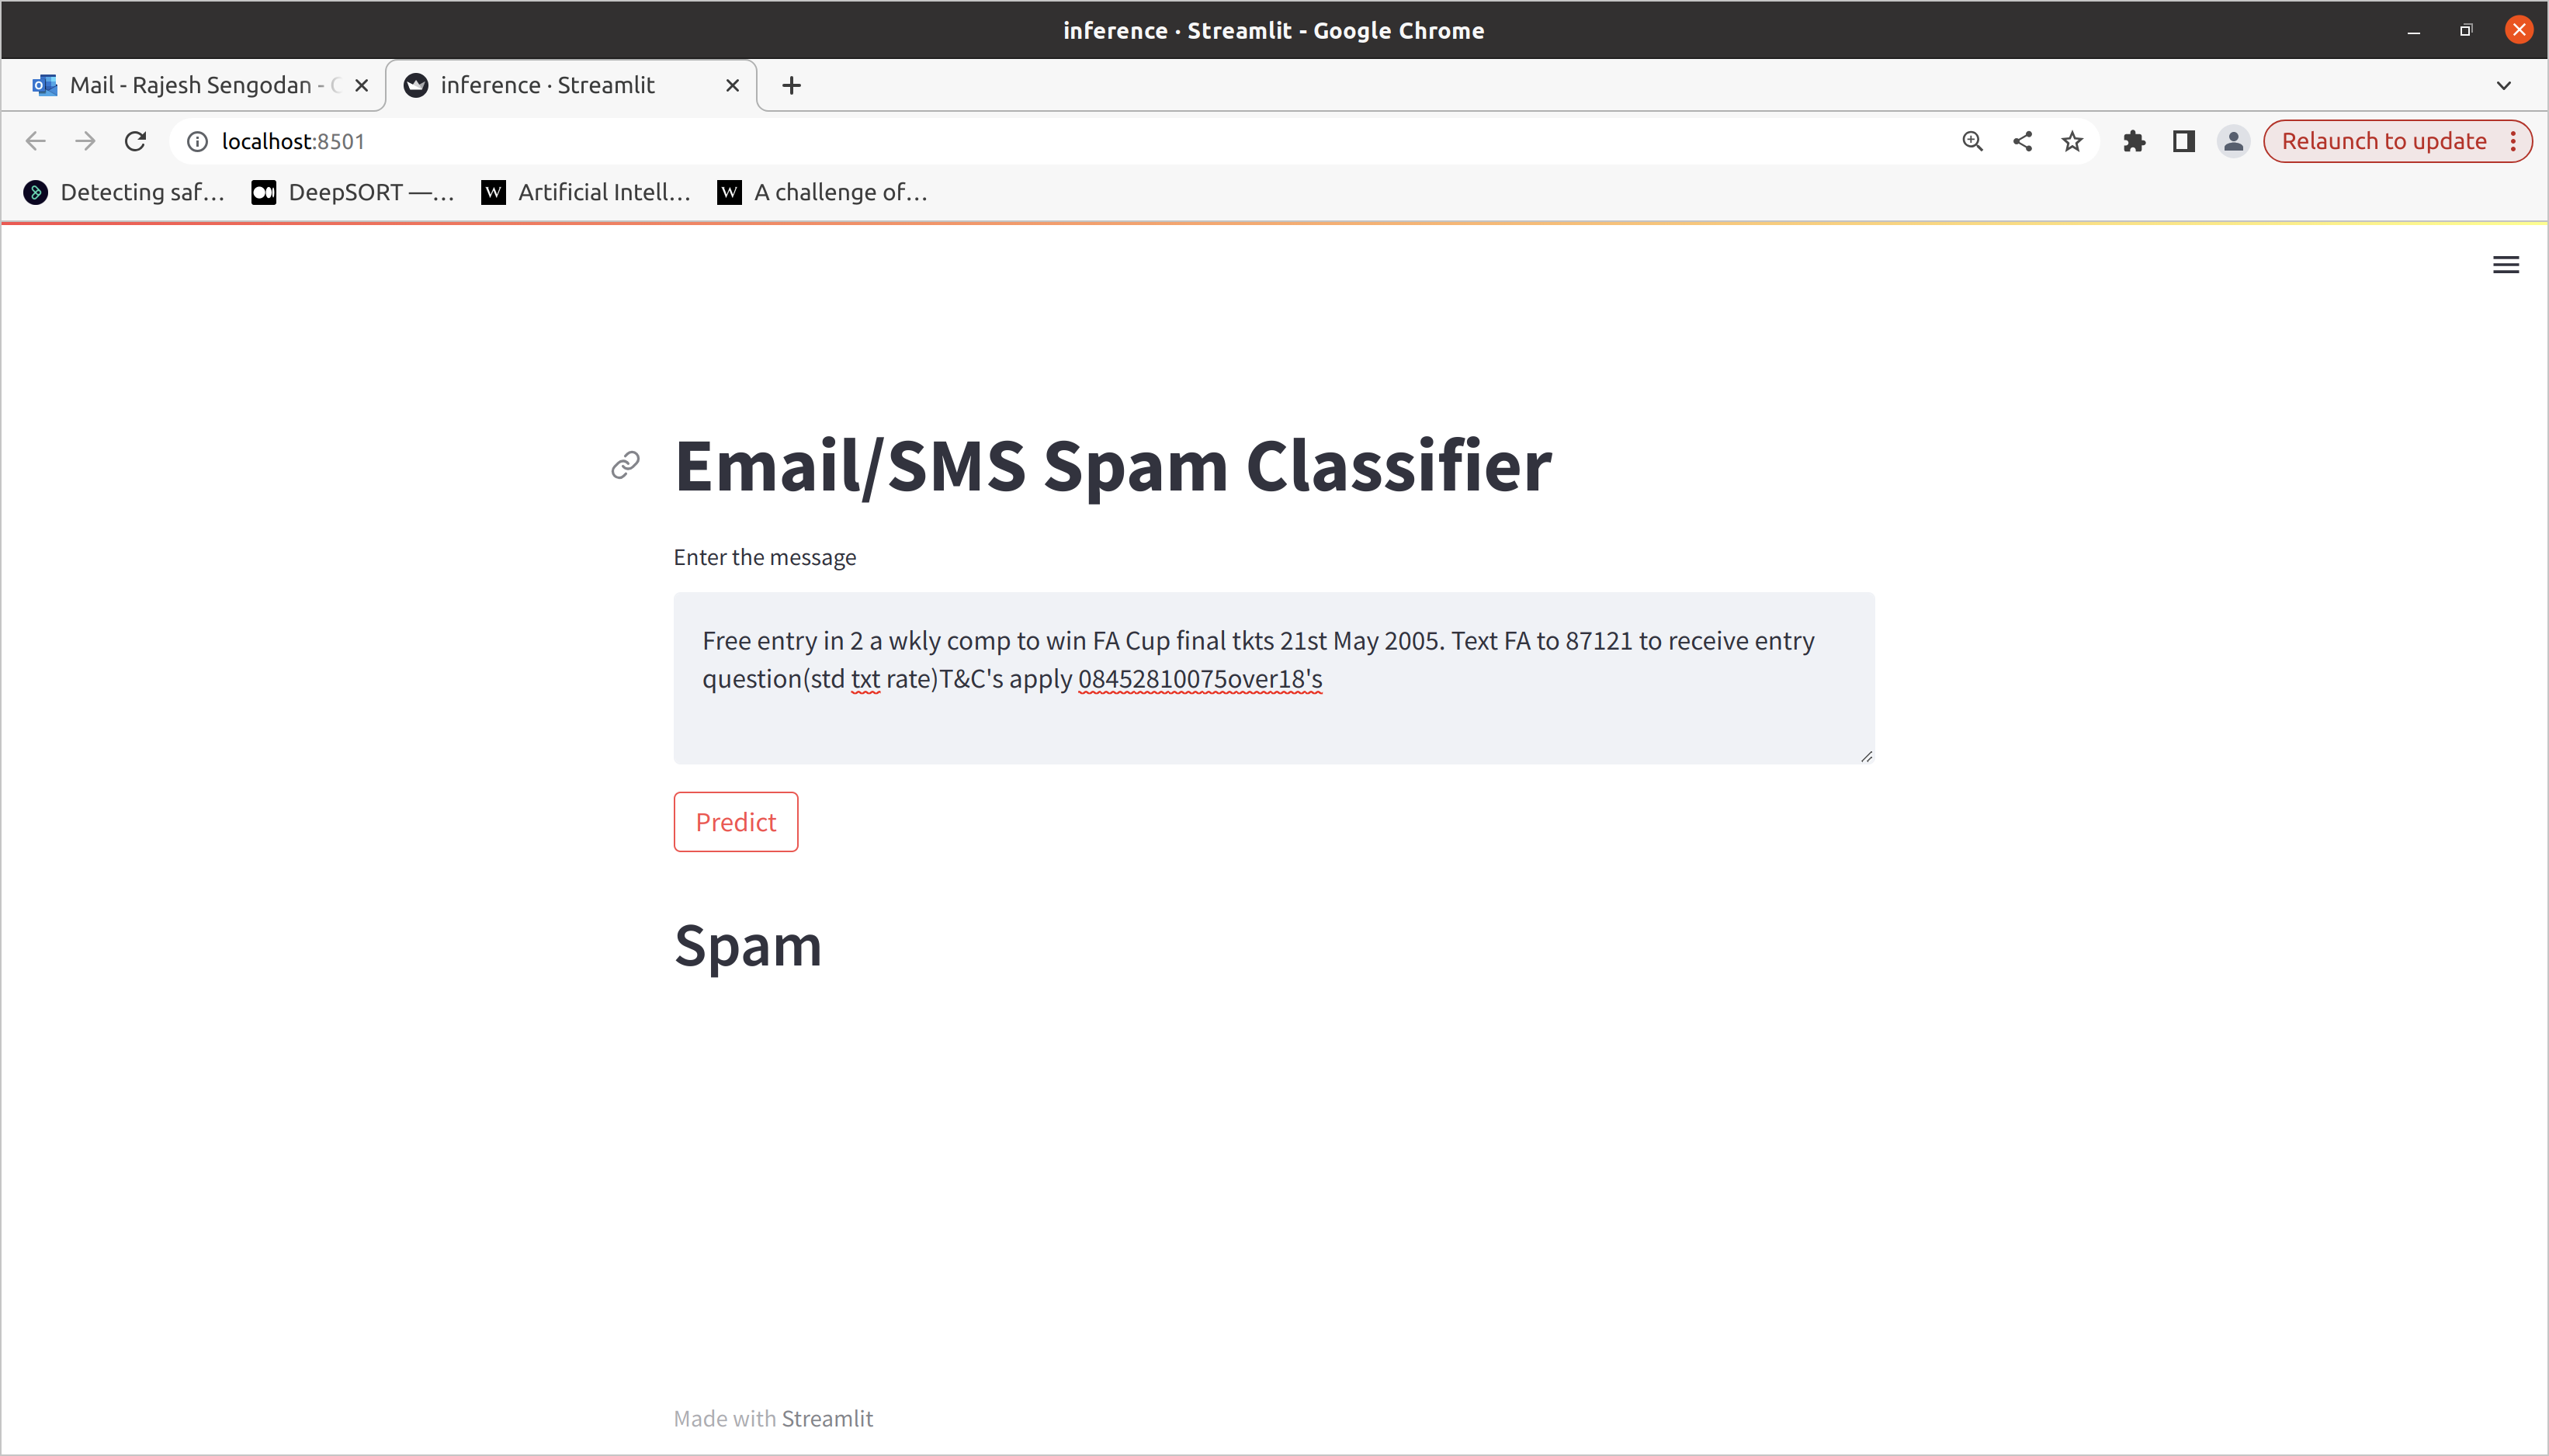 inference · Streamlit - Google Chrome
Mail - Rajesh Sengodan -
inference · Streamlit
localhost:8501
Relaunch to update
Detecting saf...
DeepSORT —...
W Artificial Intell...
W A challenge of...
Email/SMS Spam Classifier
Enter the message
Free entry in 2 a wkly comp to win FA Cup final tkts 21st May 2005. Text FA to 87121 to receive entry
question(std txt rate)T&C's apply 08452810075over18's
Predict
Spam
Made with Streamlit